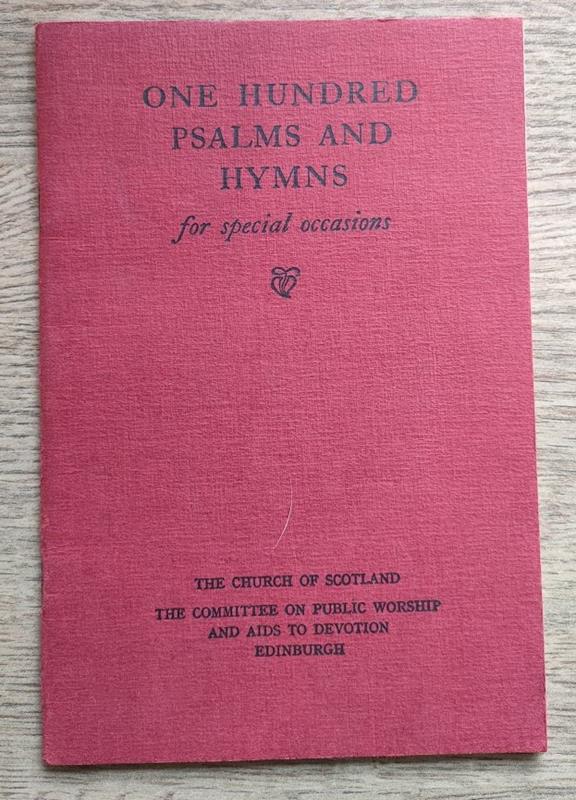 ONE HUNDRED
PSALMS AND
HYMNS
for special occasions
THE CHURCH OF SCOTLAND
THE COMMITTEE ON PUBLIC WORSHIP
AND AIDS TO DEVOTION
EDINBURGH